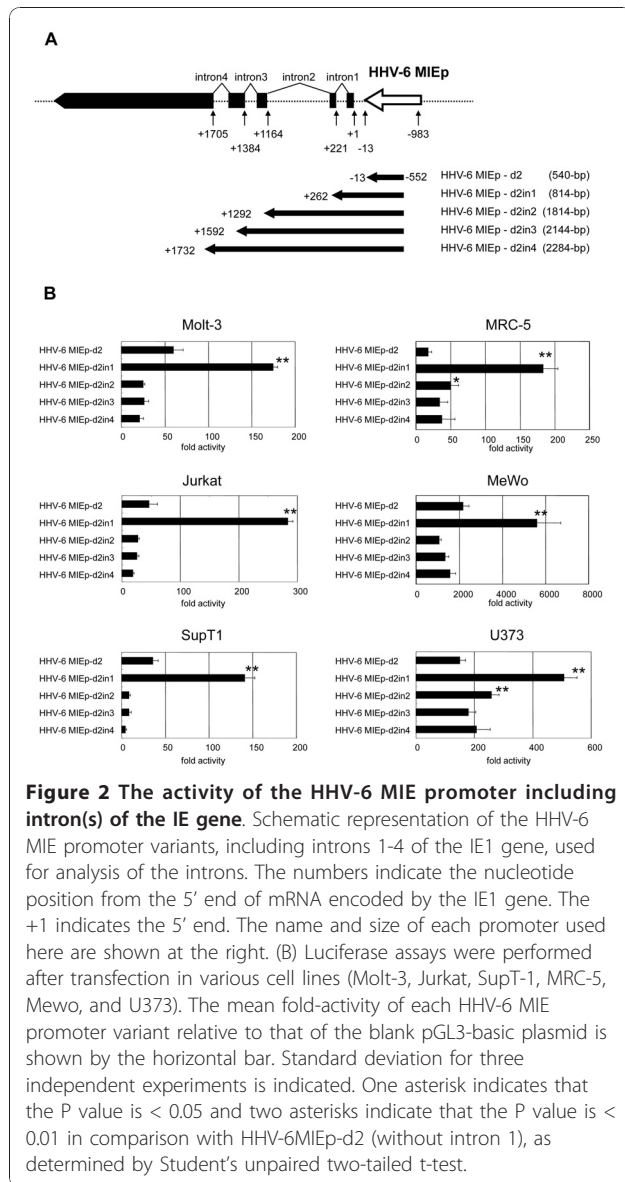 A
HHV-6 MIEp
intron4 intron3 intron2 intron1
+1705 +1164 +1 -983
+1384 +221 -13
-13 -552 HHV-6 MIEp - d2 (540-bp)
+262 HHV-6 MIEp - d2in1 (814-bp)
+1292 HHV-6 MIEp - d2in2 (1814-bp)
+1592 HHV-6 MIEp - d2in3 (2144-bp)
+1732 HHV-6 MIEp - d2in4 (2284-bp)
B
Molt-3
HHV-6 MIEp-d2
HHV-6 MIEp-d2in1 **
HHV-6 MIEp-d2in2
HHV-6 MIEp-d2in3
HHV-6 MIEp-d2in4
0 50 100 150 200
fold activity
MRC-5
HHV-6 MIEp-d2
HHV-6 MIEp-d2in1 **
HHV-6 MIEp-d2in2 *
HHV-6 MIEp-d2in3
HHV-6 MIEp-d2in4
0 50 100 150 200 250
fold activity
Jurkat
HHV-6 MIEp-d2
HHV-6 MIEp-d2in1 **
HHV-6 MIEp-d2in2
HHV-6 MIEp-d2in3
HHV-6 MIEp-d2in4
0 100 200 300
fold activity
MeWo
HHV-6 MIEp-d2
HHV-6 MIEp-d2in1 **
HHV-6 MIEp-d2in2
HHV-6 MIEp-d2in3
HHV-6 MIEp-d2in4
0 2000 4000 6000 8000
fold activity
SupT1
HHV-6 MIEp-d2
HHV-6 MIEp-d2in1 **
HHV-6 MIEp-d2in2
HHV-6 MIEp-d2in3
HHV-6 MIEp-d2in4
0 50 100 150 200
fold activity
U373
HHV-6 MIEp-d2
HHV-6 MIEp-d2in1 **
HHV-6 MIEp-d2in2 **
HHV-6 MIEp-d2in3
HHV-6 MIEp-d2in4
0 200 400 600
fold activity
Figure 2 The activity of the HHV-6 MIE promoter including
intron(s) of the IE gene. Schematic representation of the HHV-6
MIE promoter variants, including introns 1-4 of the IE1 gene, used
for analysis of the introns. The numbers indicate the nucleotide
position from the 5' end of mRNA encoded by the IE1 gene. The
+1 indicates the 5' end. The name and size of each promoter used
here are shown at the right. (B) Luciferase assays were performed
after transfection in various cell lines (Molt-3, Jurkat, SupT-1, MRC-5,
Mewo, and U373). The mean fold-activity of each HHV-6 MIE
promoter variant relative to that of the blank pGL3-basic plasmid is
shown by the horizontal bar. Standard deviation for three
independent experiments is indicated. One asterisk indicates that
the P value is < 0.05 and two asterisks indicate that the P value is <
0.01 in comparison with HHV-6MIEp-d2 (without intron 1), as
determined by Student's unpaired two-tailed t-test.